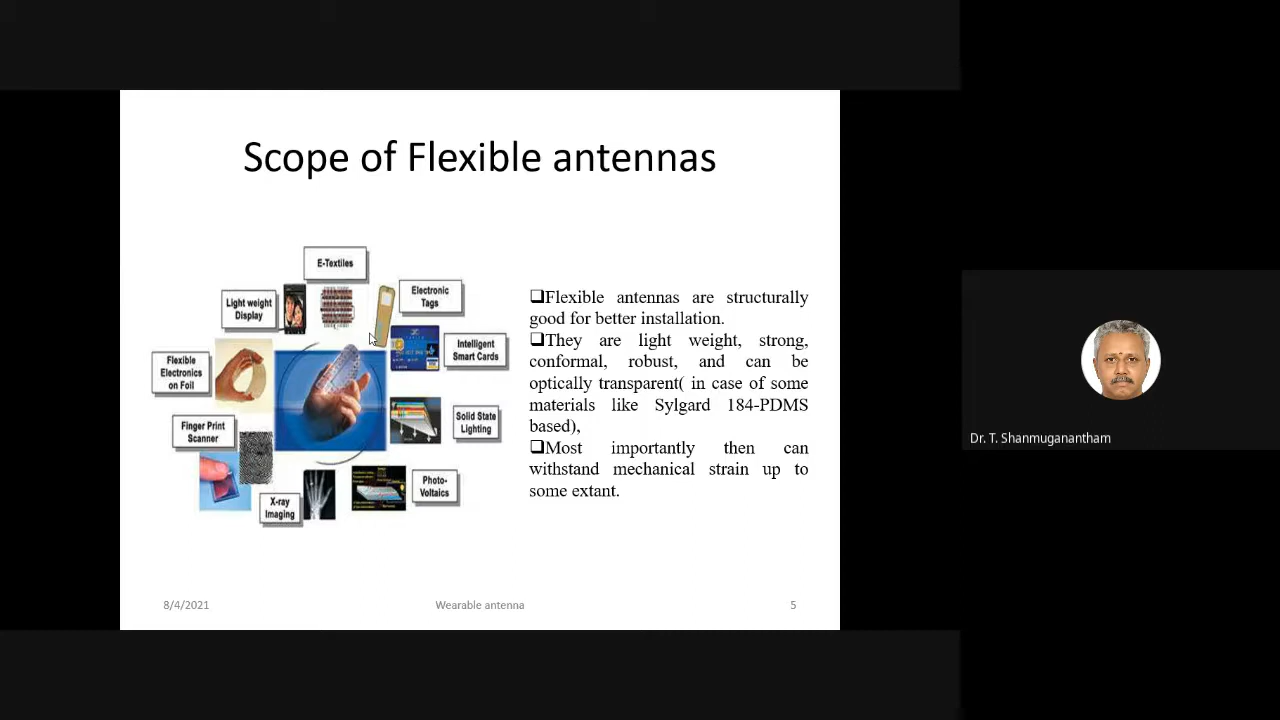 Scope of Flexible antennas
E-Textiles
Light weight
Display
Electronic
Tags
Flexible
Electronics
on Foil
Intelligent
Smart Cards
Finger Print
Scanner
Solid State
Lighting
X-ray
Imaging
Photo-
Voltaics
❑Flexible antennas are structurally
good for better installation.
❑They are light weight, strong,
conformal, robust, and can be
optically transparent( in case of some
materials like Sylgard 184-PDMS
based),
❑Most importantly then can
withstand mechanical strain up to
some extant.
8/4/2021
Wearable antenna
5
Dr. T. Shanmuganantham